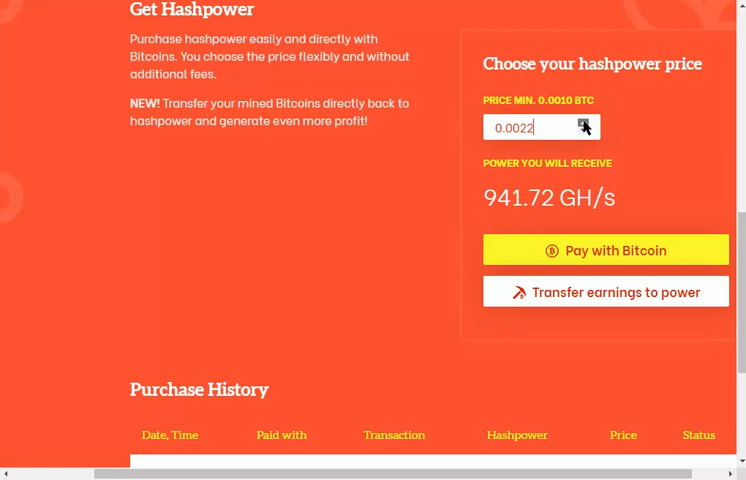 Get Hashpower
Purchase hashpower easily and directly with
Bitcoins. You choose the price flexibly and without
additional fees.
NEW! Transfer your mined Bitcoins directly back to
hashpower and generate even more profit!
Choose your hashpower price
PRICE MIN. 0.0010 BTC
0.0022
POWER YOU WILL RECEIVE
941.72 GH/s
Pay with Bitcoin
Transfer earnings to power
Purchase History
Date, Time Paid with Transaction Hashpower Price Status